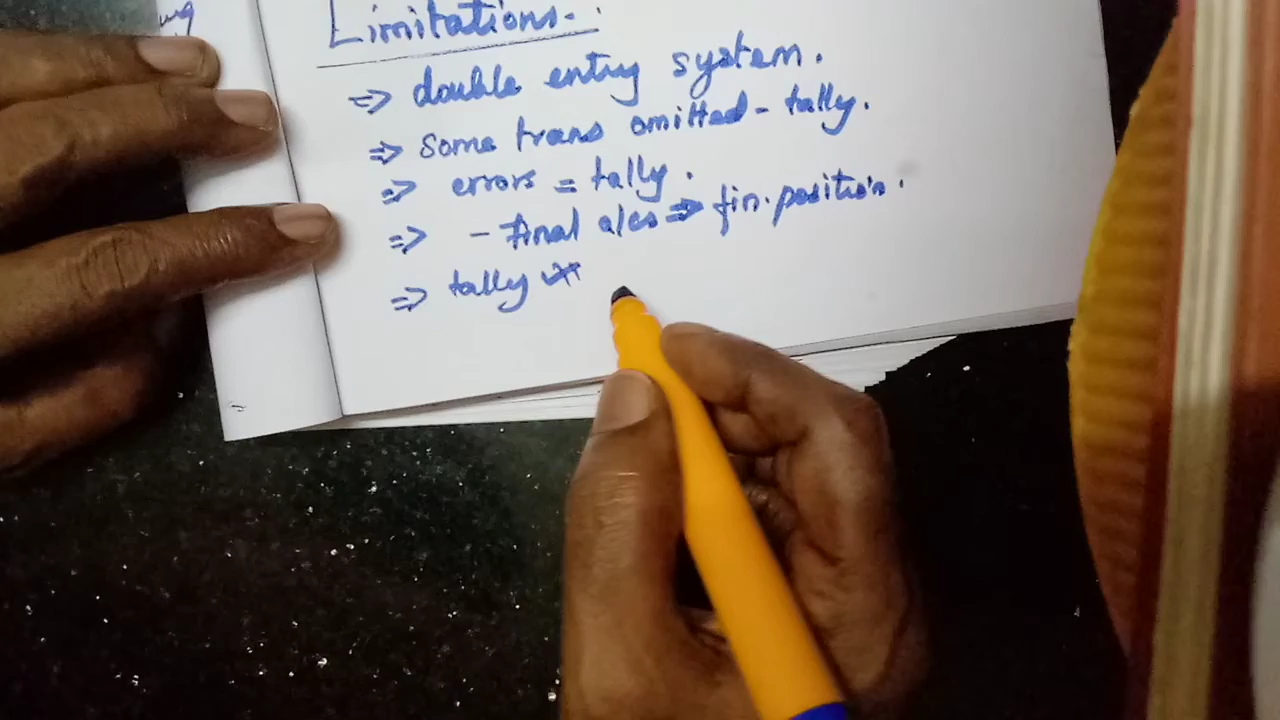 Limitations.
⇒ double entry system.
⇒ some trans omitted - tally.
⇒ errors = tally.
⇒ - final a/cs ⇒ fin. position.
⇒ tally